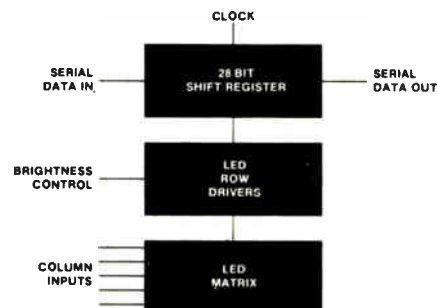 CLOCK
SERIAL
DATA IN
28 BIT
SHIFT REGISTER
SERIAL
DATA OUT
BRIGHTNESS
CONTROL
LED
ROW
DRIVERS
COLUMN
INPUTS
LED
MATRIX